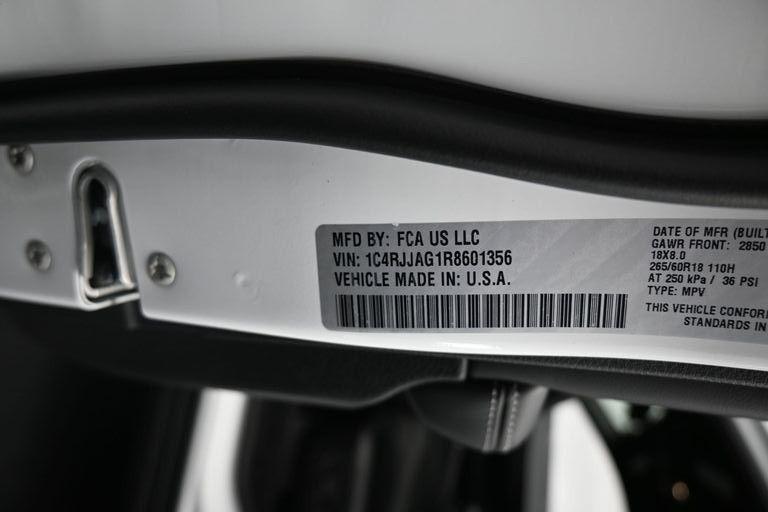 MFD BY: FCA US LLC
VIN: 1C4RJJAG1R8601356
VEHICLE MADE IN: U.S.A.
DATE OF MFR (BUILT
GAWR FRONT: 2850
18X8.0
265/60R18 110H
AT 250 kPa / 36 PSI
TYPE: MPV
THIS VEHICLE CONFOR
STANDARDS IN